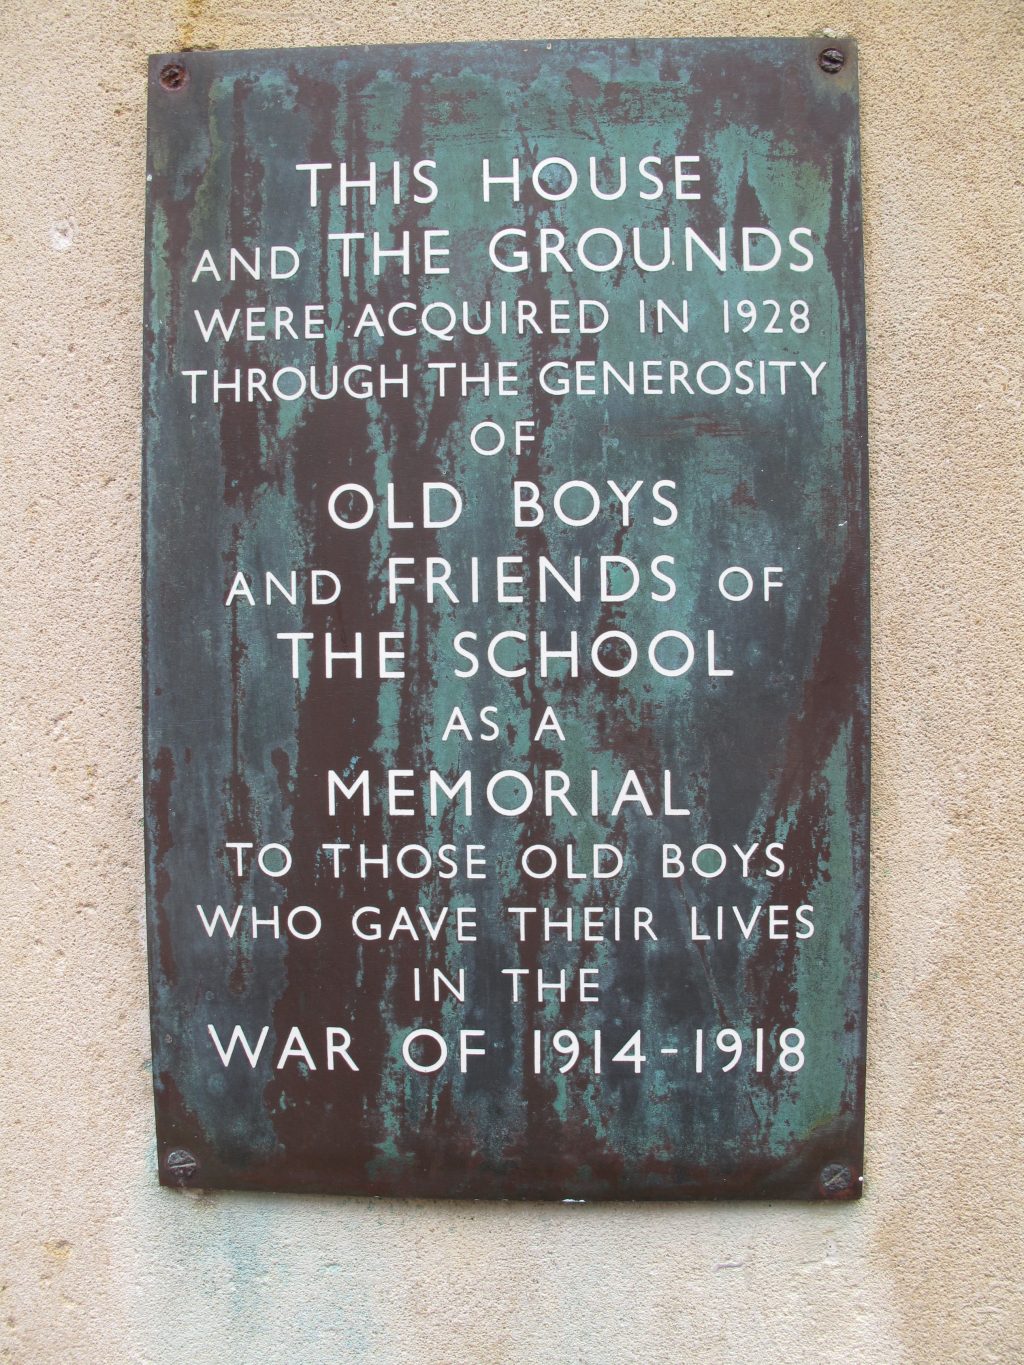 THIS HOUSE
AND THE GROUNDS
WERE ACQUIRED IN 1928
THROUGH THE GENEROSITY
OF
OLD BOYS
AND FRIENDS OF
THE SCHOOL
AS A
MEMORIAL
TO THOSE OLD BOYS
WHO GAVE THEIR LIVES
IN THE
WAR OF 1914-1918